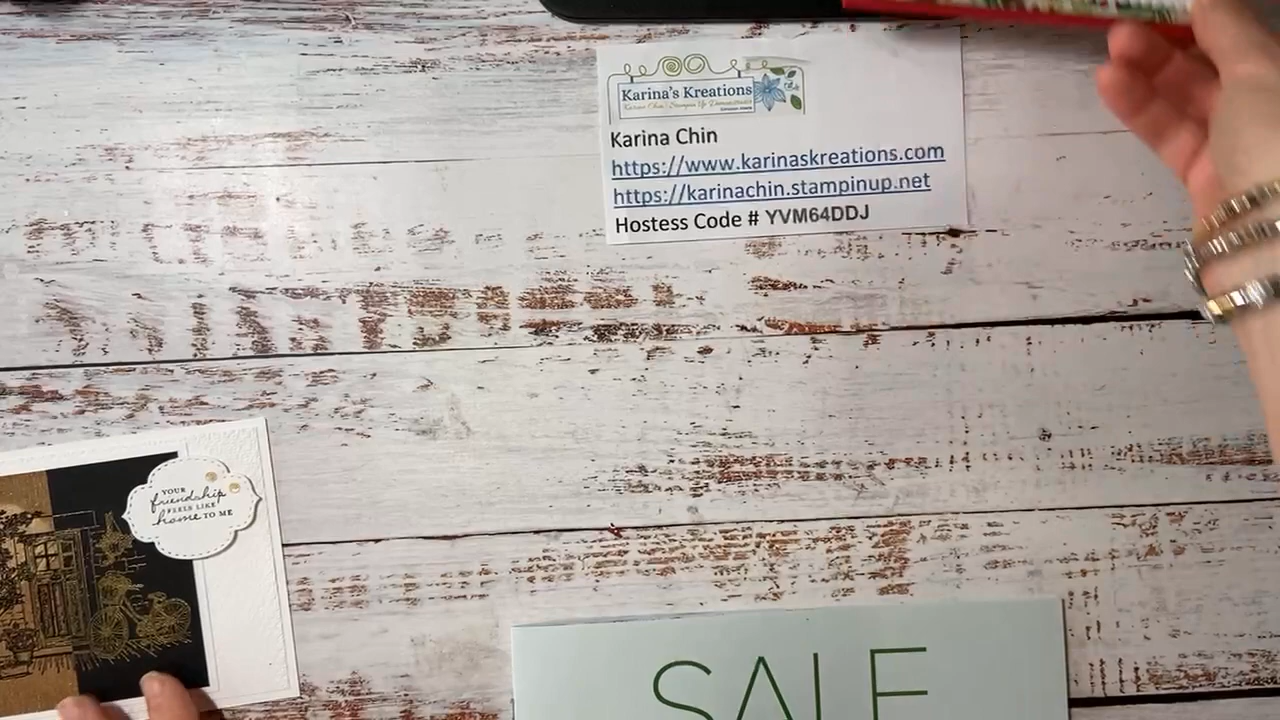 Karina's Kreations
Karina Chin
https://www.karinaskreations.com
https://karinachin.stampinup.net
Hostess Code # YVM64DDJ
YOUR
friendship
FEELS LIKE
home TO ME
SALE